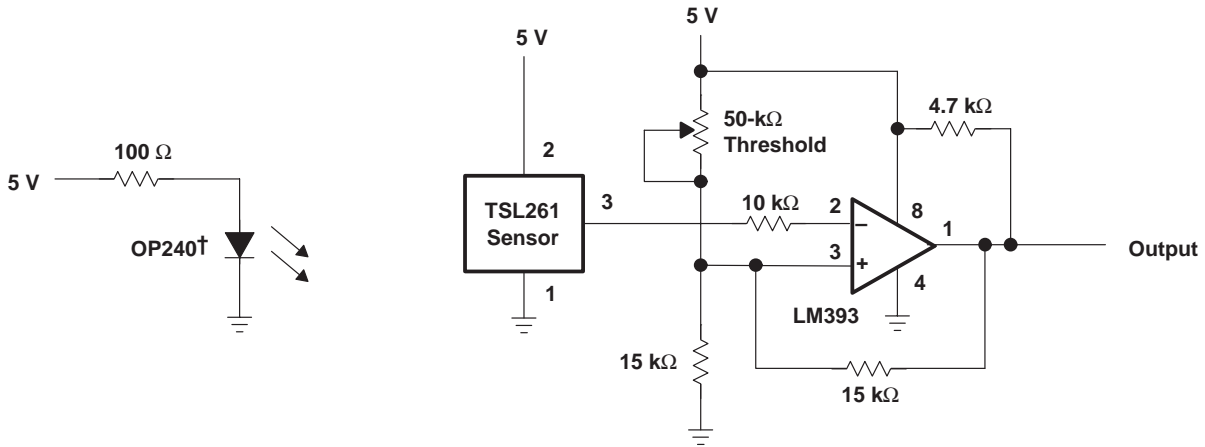 5 V
100 Ω
OP240†
5 V
2
TSL261
Sensor
3
1
5 V
50-kΩ
Threshold
4.7 kΩ
10 kΩ
2
–
8
3
+
1
4
LM393
Output
15 kΩ
15 kΩ